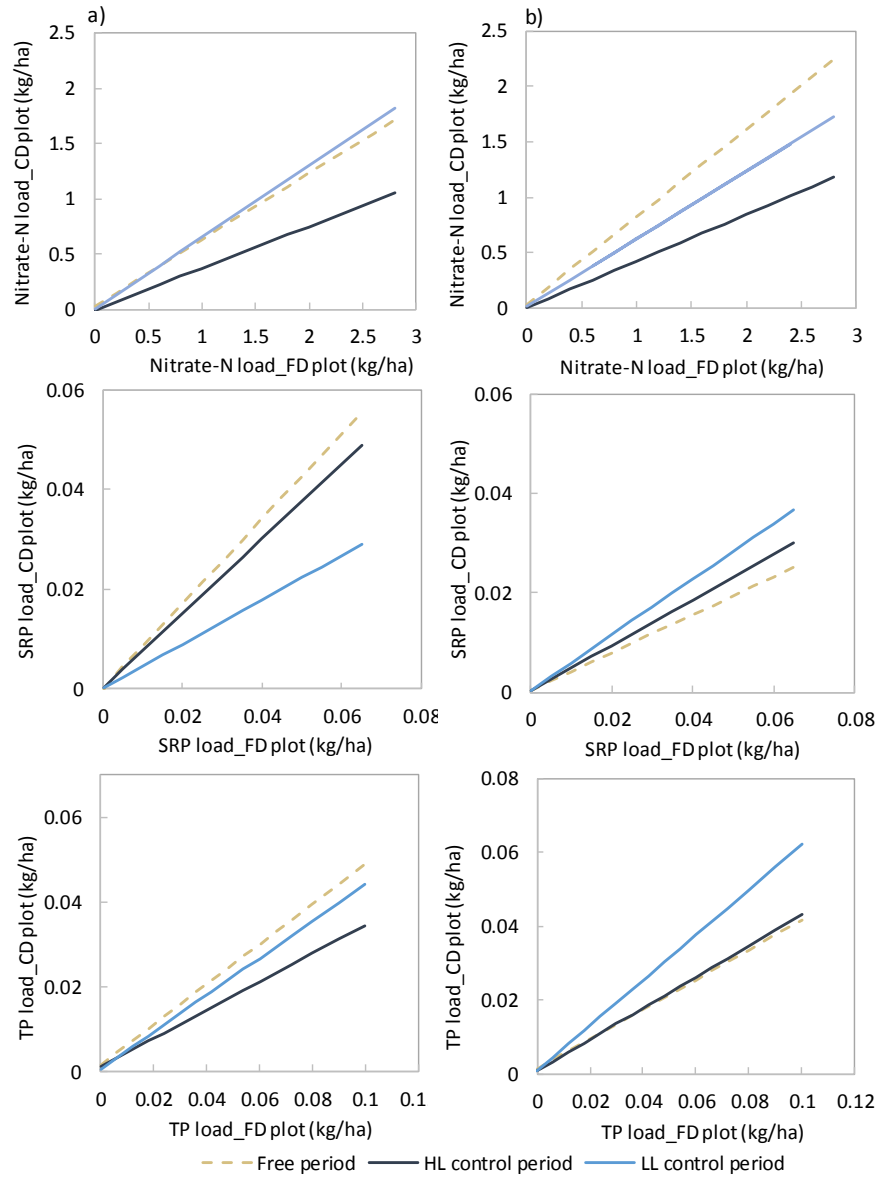 a)
b)
2.5
2
1.5
1
0.5
0
Nitrate-N load_CD plot (kg/ha)
0 0.5 1 1.5 2 2.5 3
Nitrate-N load_FD plot (kg/ha)
2.5
2
1.5
1
0.5
0
Nitrate-N load_CD plot (kg/ha)
0 0.5 1 1.5 2 2.5 3
Nitrate-N load_FD plot (kg/ha)
0.06
0.04
0.02
0
SRP load_CD plot (kg/ha)
0 0.02 0.04 0.06 0.08
SRP load_FD plot (kg/ha)
0.06
0.04
0.02
0
SRP load_CD plot (kg/ha)
0 0.02 0.04 0.06 0.08
SRP load_FD plot (kg/ha)
0.06
0.04
0.02
0
TP load_CD plot (kg/ha)
0 0.02 0.04 0.06 0.08 0.1 0.12
TP load_FD plot (kg/ha)
0.08
0.06
0.04
0.02
0
TP load_CD plot (kg/ha)
0 0.02 0.04 0.06 0.08 0.1 0.12
TP load_FD plot (kg/ha)
Free period HL control period LL control period